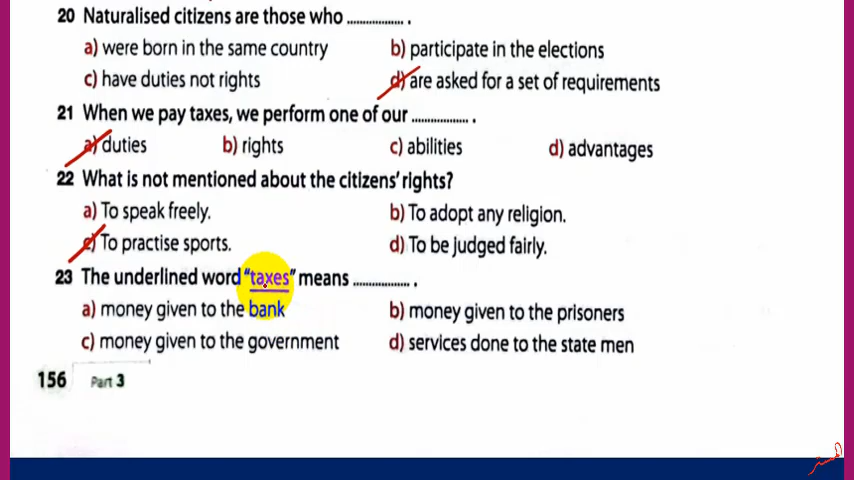 20 Naturalised citizens are those who .................. .
a) were born in the same country b) participate in the elections
c) have duties not rights d) are asked for a set of requirements
21 When we pay taxes, we perform one of our .................. .
a) duties b) rights c) abilities d) advantages
22 What is not mentioned about the citizens' rights?
a) To speak freely. b) To adopt any religion.
c) To practise sports. d) To be judged fairly.
23 The underlined word "taxes" means .................. .
a) money given to the bank b) money given to the prisoners
c) money given to the government d) services done to the state men
156 Part 3
المستر